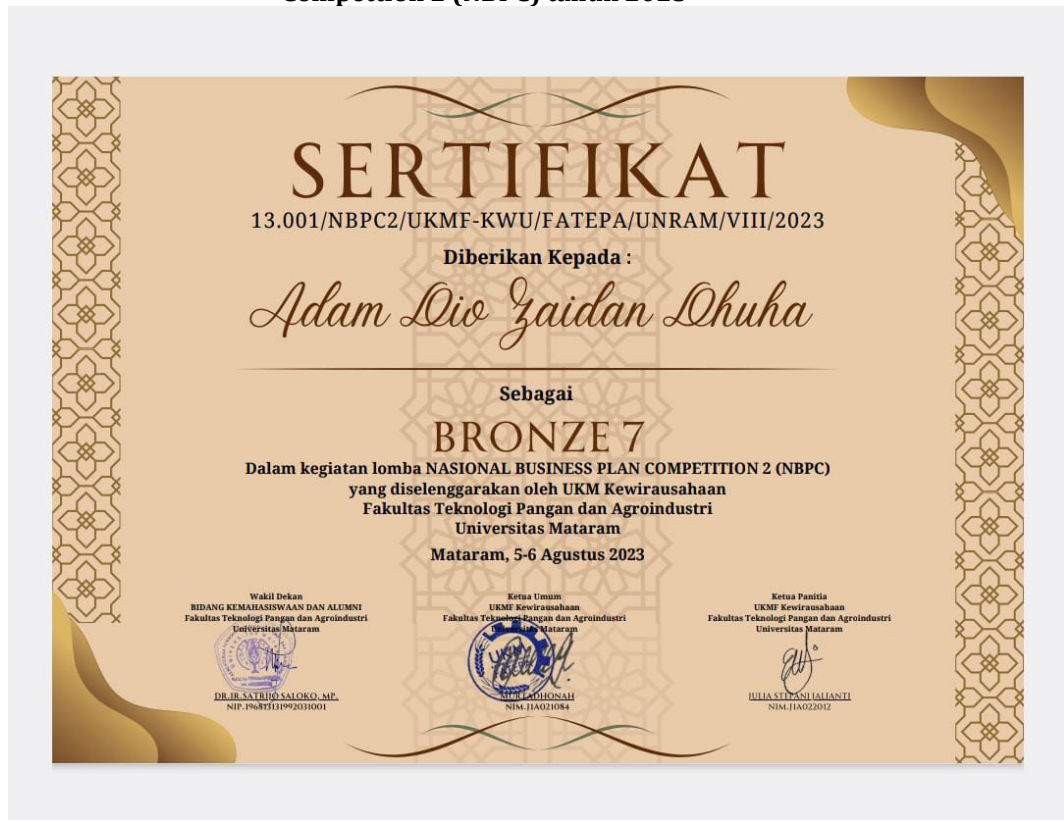 SERTIFIKAT
13.001/NBPC2/UKMF-KWU/FATEPA/UNRAM/VIII/2023
Diberikan Kepada :
Adam Dio Zaidan Dhuha
Sebagai
BRONZE 7
Dalam kegiatan lomba NASIONAL BUSINESS PLAN COMPETITION 2 (NBPC)
yang diselenggarakan oleh UKM Kewirausahaan
Fakultas Teknologi Pangan dan Agroindustri
Universitas Mataram
Mataram, 5-6 Agustus 2023
Wakil Dekan
BIDANG KEMAHASISWAAN DAN ALUMNI
Fakultas Teknologi Pangan dan Agroindustri
Universitas Mataram
DR.IR.SATRIJO SALOKO, MP.
Ketua Umum
UKMF Kewirausahaan
Fakultas Teknologi Pangan dan Agroindustri
Universitas Mataram
NIM.J1A021084
Ketua Panitia
UKMF Kewirausahaan
Fakultas Teknologi Pangan dan Agroindustri
Universitas Mataram
JULIA STEPANI JALIANTI
NIM.J1A022012